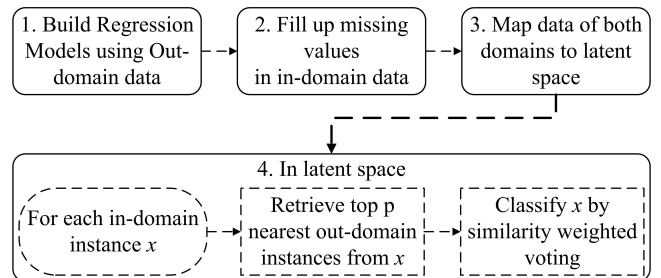 1. Build Regression
Models using Out-
domain data
2. Fill up missing
values
in in-domain data
3. Map data of both
domains to latent
space
4. In latent space
For each in-domain
instance x
Retrieve top p
nearest out-domain
instances from x
Classify x by
similarity weighted
voting